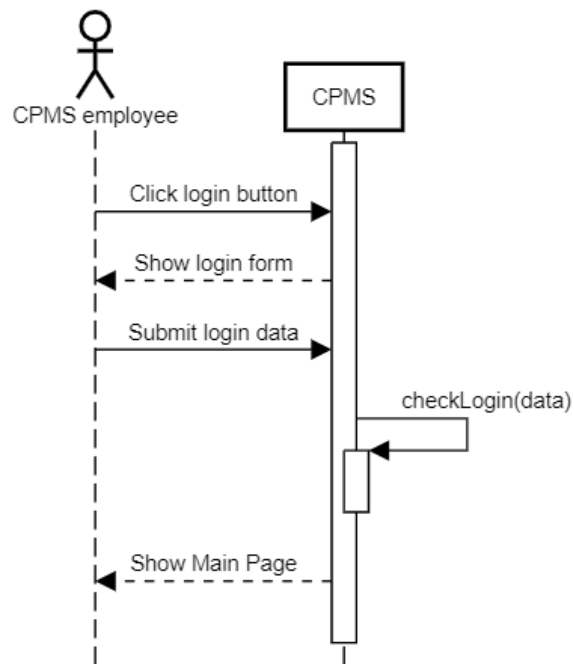 CPMS employee
CPMS
Click login button
Show login form
Submit login data
checkLogin(data)
Show Main Page